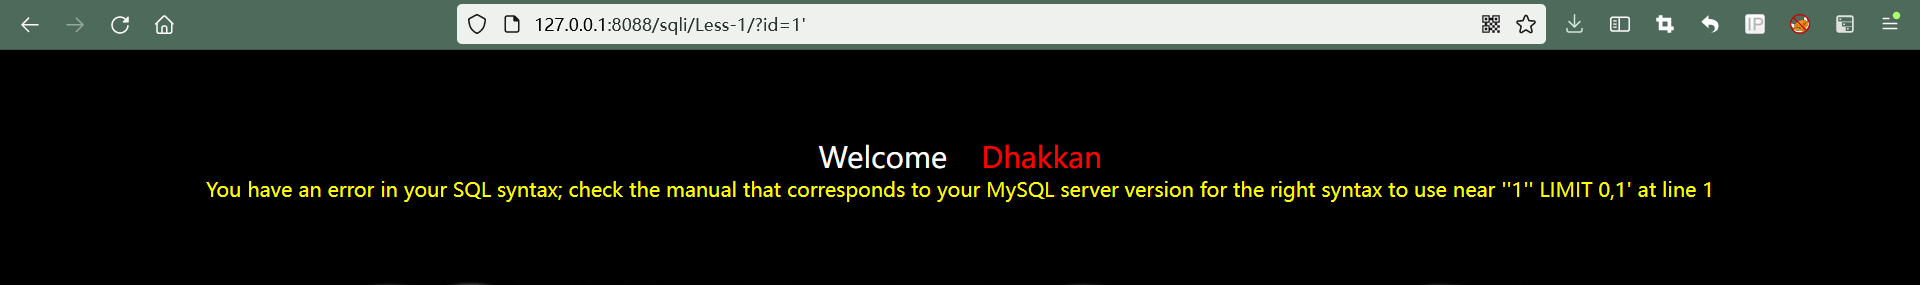 127.0.0.1:8088/sqli/Less-1/?id=1'
IP
Welcome Dhakkan
You have an error in your SQL syntax; check the manual that corresponds to your MySQL server version for the right syntax to use near ''1'' LIMIT 0,1' at line 1